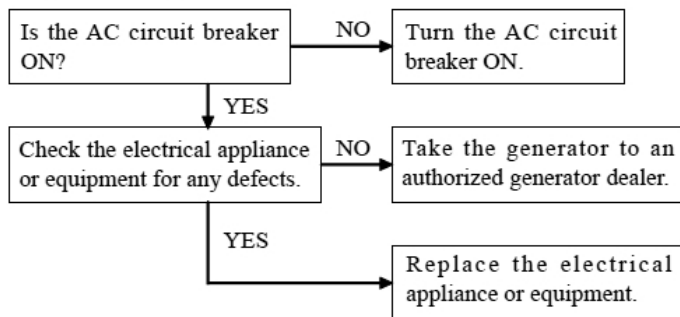 Is the AC circuit breaker
ON?
NO
Turn the AC circuit
breaker ON.
YES
Check the electrical appliance
or equipment for any defects.
NO
Take the generator to an
authorized generator dealer.
YES
Replace the electrical
appliance or equipment.